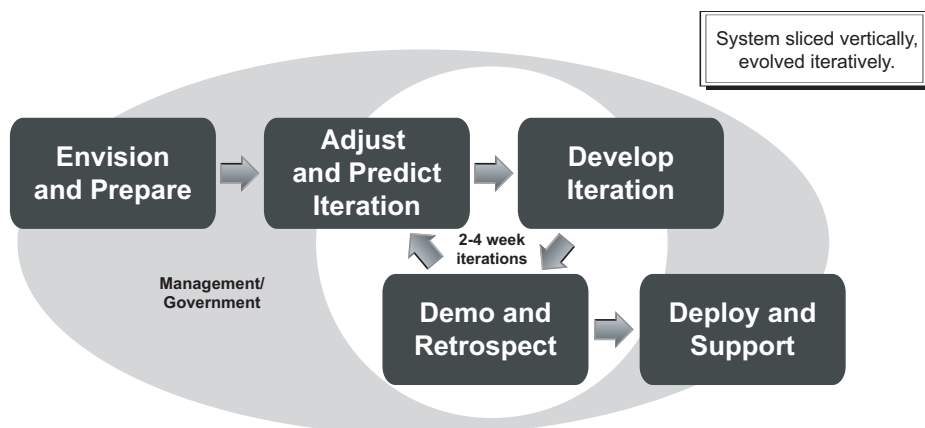 System sliced vertically,
evolved iteratively.
Envision
and Prepare
Adjust
and Predict
Iteration
Develop
Iteration
2-4 week
iterations
Management/
Government
Demo and
Retrospect
Deploy and
Support